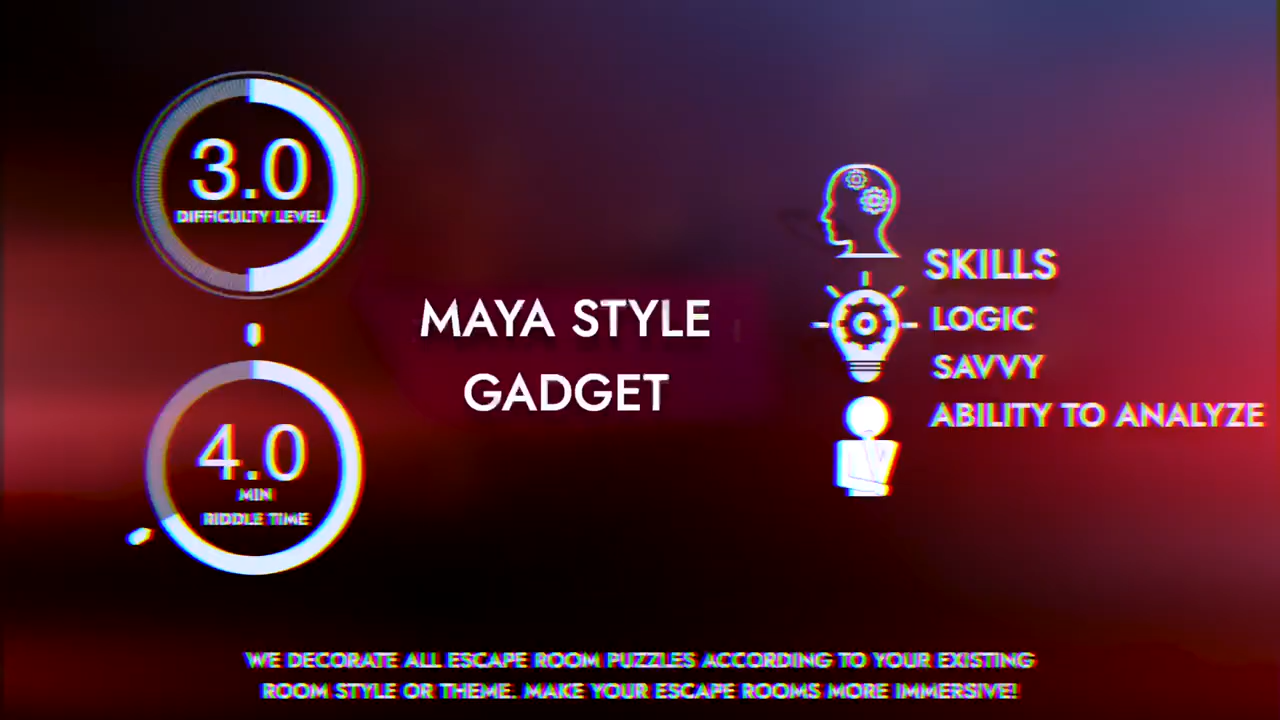 3.0
DIFFICULTY LEVEL
4.0
MIN
RIDDLE TIME
MAYA STYLE
GADGET
SKILLS
LOGIC
SAVVY
ABILITY TO ANALYZE
WE DECORATE ALL ESCAPE ROOM PUZZLES ACCORDING TO YOUR EXISTING
ROOM STYLE OR THEME. MAKE YOUR ESCAPE ROOMS MORE IMMERSIVE!